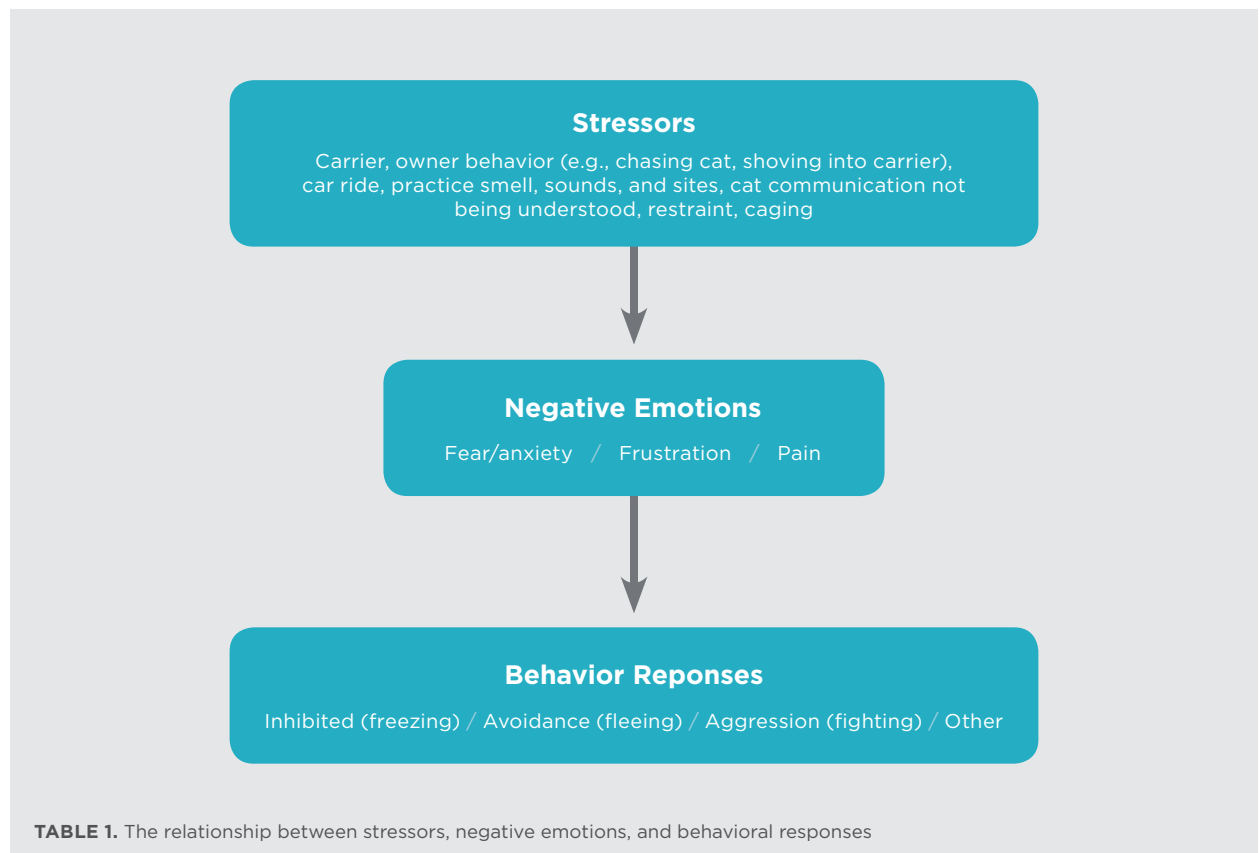 Stressors
Carrier, owner behavior (e.g., chasing cat, shoving into carrier),
car ride, practice smell, sounds, and sites, cat communication not
being understood, restraint, caging
Negative Emotions
Fear/anxiety / Frustration / Pain
Behavior Reponses
Inhibited (freezing) / Avoidance (fleeing) / Aggression (fighting) / Other
TABLE 1. The relationship between stressors, negative emotions, and behavioral responses